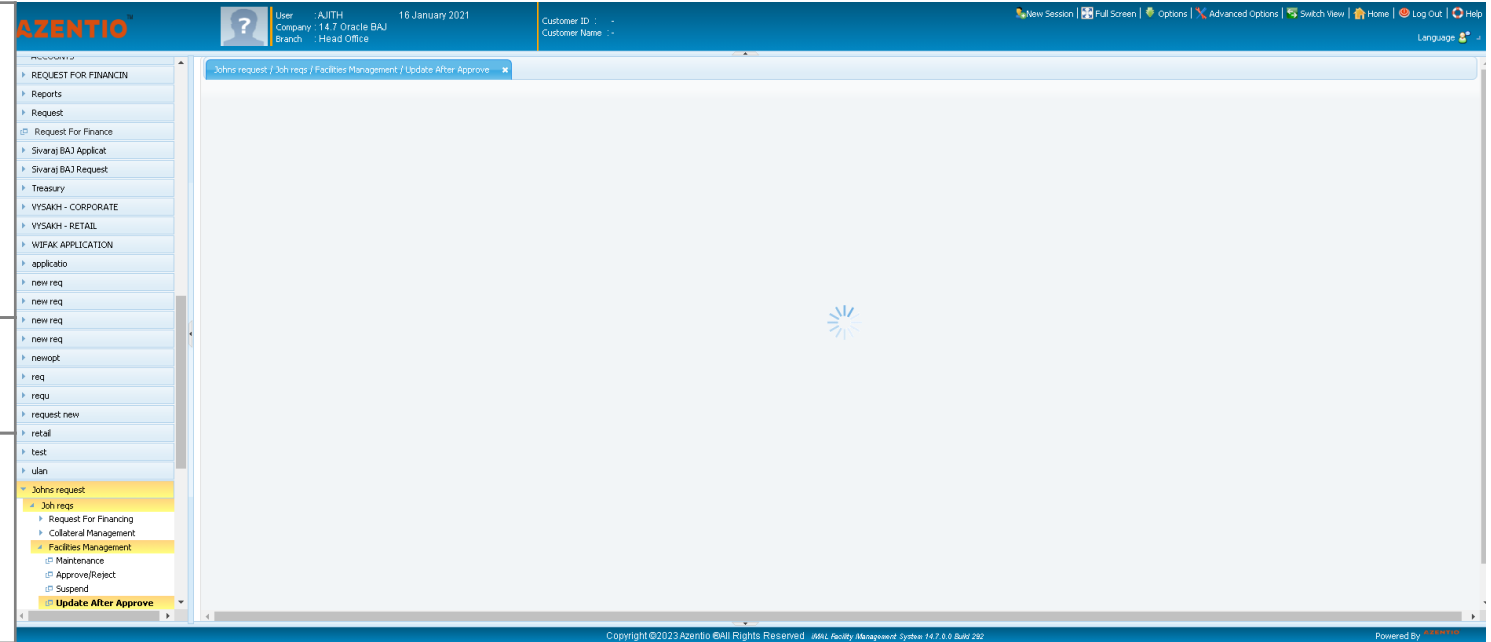 AZENTIO
User : AJITH 16 January 2021
Company : 14.7 Oracle BAJ
Branch : Head Office
Customer ID : -
Customer Name : -
New Session | Full Screen | Options | Advanced Options | Switch View | Home | Log Out | Help
Language
ACCOUNTS
REQUEST FOR FINANCIN
Reports
Request
Request For Finance
Sivaraj BAJ Applicat
Sivaraj BAJ Request
Treasury
VYSAKH - CORPORATE
VYSAKH - RETAIL
WIFAK APPLICATION
applicatio
new req
new req
new req
new req
newopt
req
requ
request new
retail
test
ulan
Johns request
Joh reqs
Request For Financing
Collateral Management
Facilities Management
Maintenance
Approve/Reject
Suspend
Update After Approve
Johns request / Joh reqs / Facilities Management / Update After Approve
Copyright ©2023 Azentio ®All Rights Reserved iMAL Facility Management System 14.7.0.0 Build 292
Powered By AZENTIO